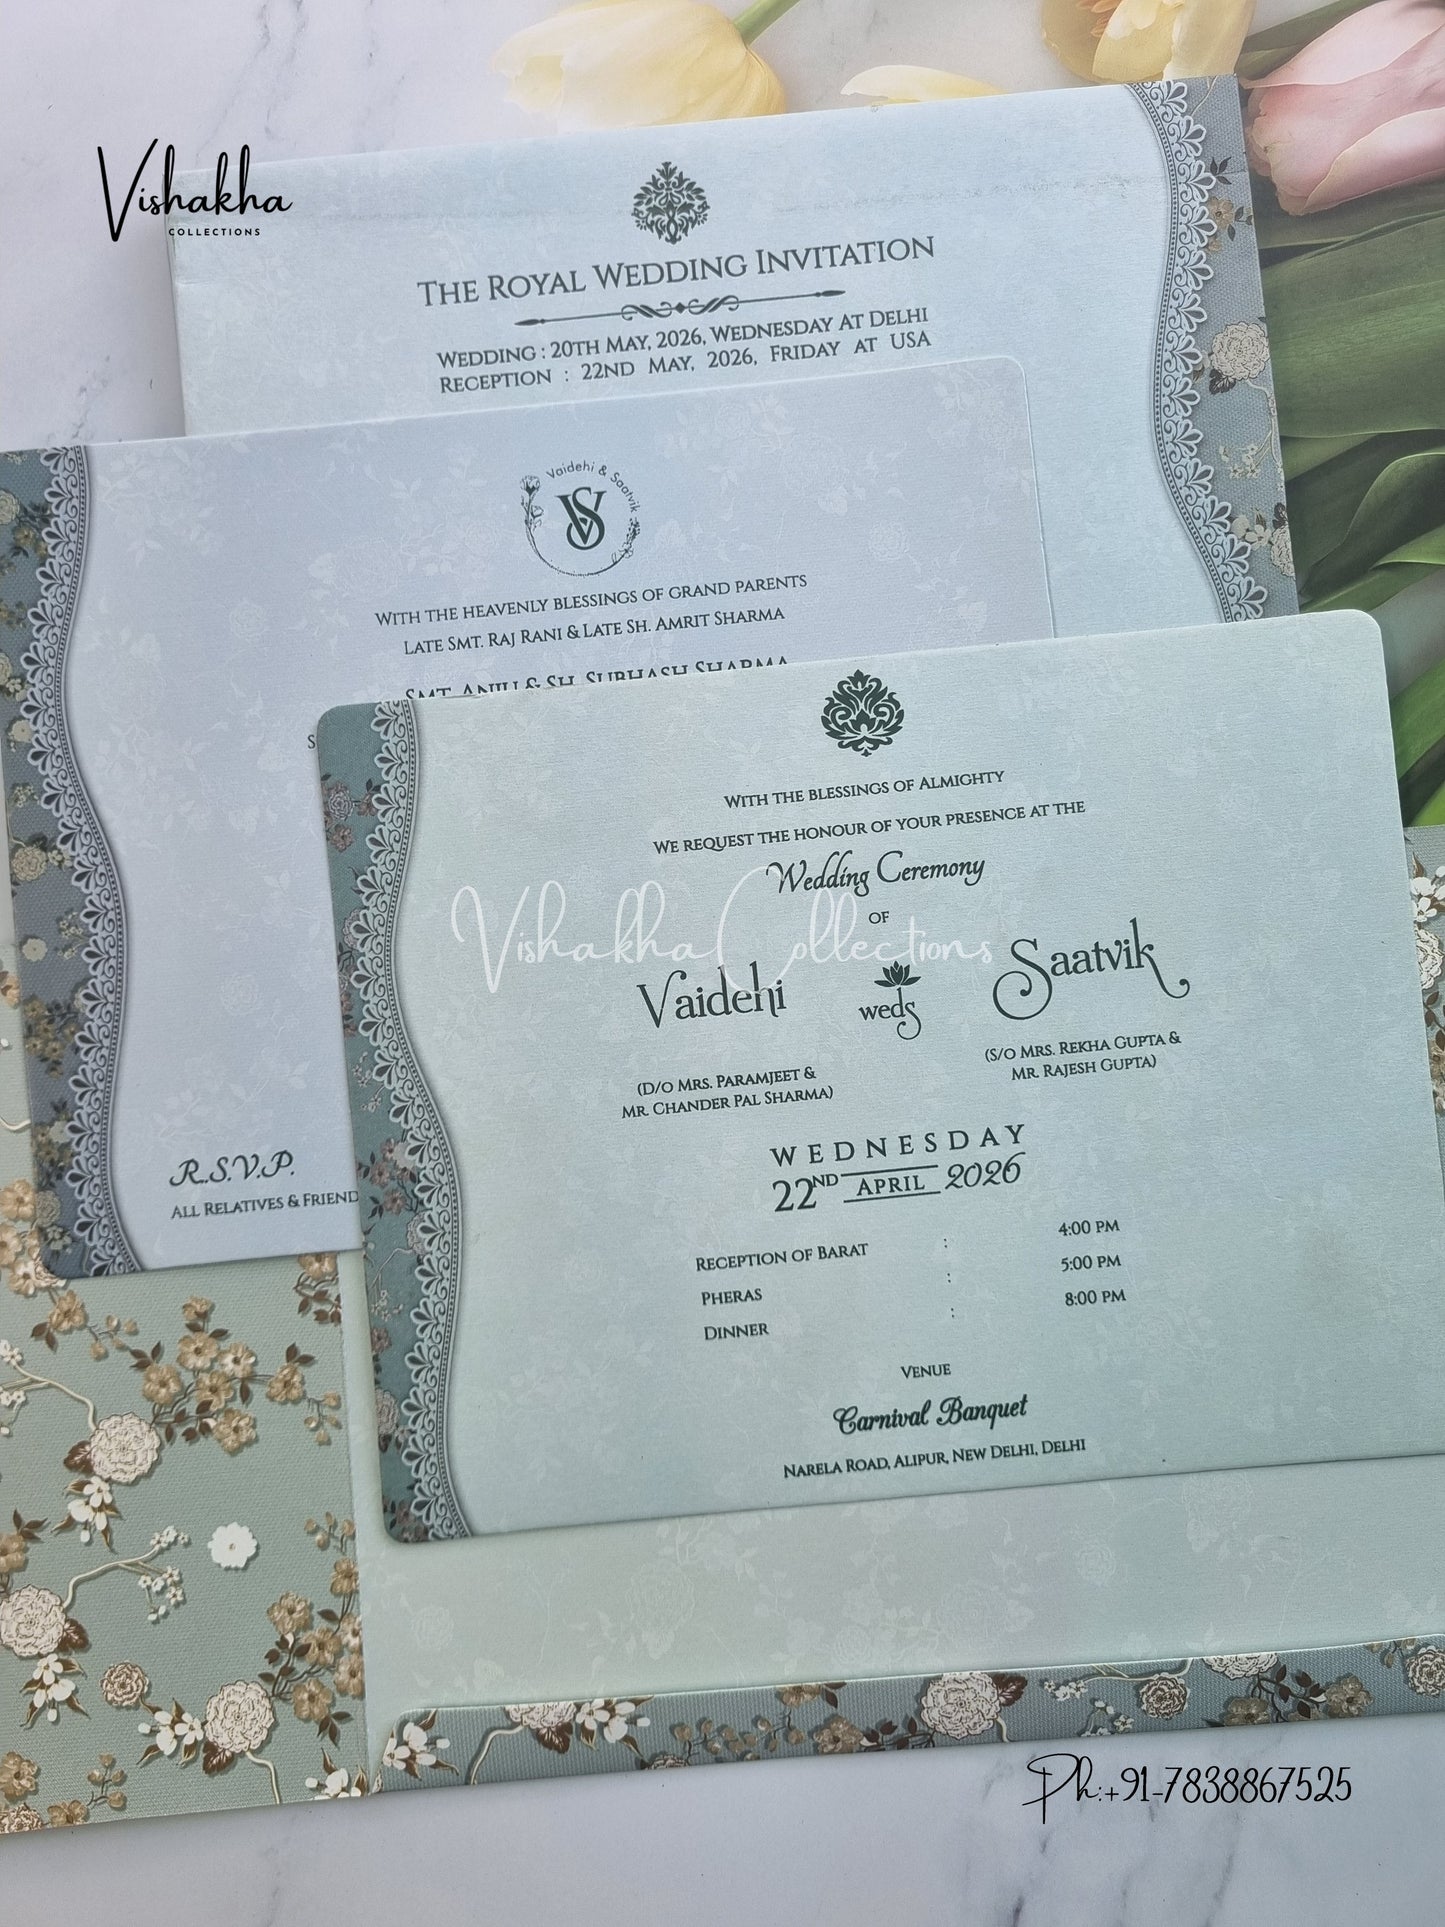 Vishakha
COLLECTIONS
THE ROYAL WEDDING INVITATION
WEDDING : 20TH MAY, 2026, WEDNESDAY AT DELHI
RECEPTION : 22ND MAY, 2026, FRIDAY AT USA
Vaidehi & Saatvik
VS
WITH THE HEAVENLY BLESSINGS OF GRAND PARENTS
LATE SMT. RAJ RANI & LATE SH. AMRIT SHARMA
SMT. ANJU & SH. SUBHASH SHARMA
S
R.S.V.P.
ALL RELATIVES & FRIEND
WITH THE BLESSINGS OF ALMIGHTY
WE REQUEST THE HONOUR OF YOUR PRESENCE AT THE
Wedding Ceremony
OF
Vishakha Collections
Vaidehi weds Saatvik
(D/O MRS. PARAMJEET &
MR. CHANDER PAL SHARMA)
(S/O MRS. REKHA GUPTA &
MR. RAJESH GUPTA)
WEDNESDAY
22ND APRIL 2026
RECEPTION OF BARAT : 4:00 PM
PHERAS : 5:00 PM
DINNER : 8:00 PM
VENUE
Carnival Banquet
NARELA ROAD, ALIPUR, NEW DELHI, DELHI
Ph:+91-7838867525